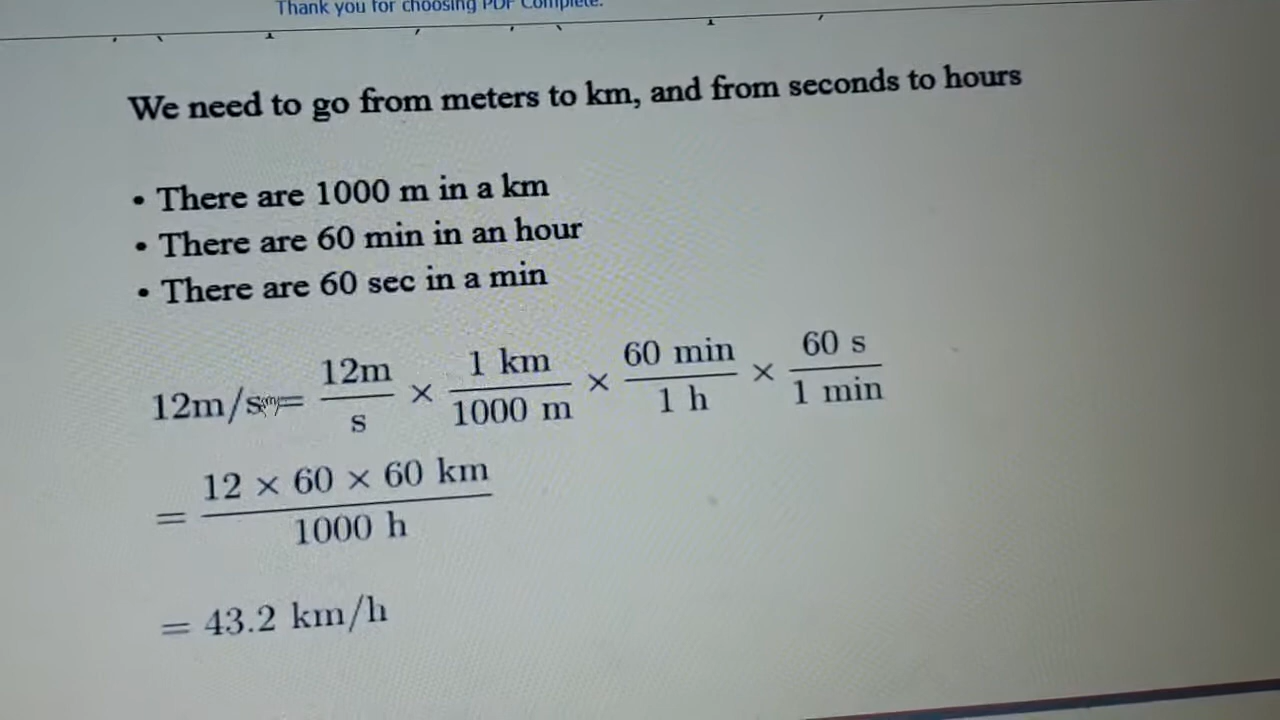 Thank you for choosing PDF Complete.
We need to go from meters to km, and from seconds to hours
• There are 1000 m in a km
• There are 60 min in an hour
• There are 60 sec in a min
12m/s = 12m/s × 1 km/1000 m × 60 min/1 h × 60 s/1 min
= 12 × 60 × 60 km/1000 h
= 43.2 km/h